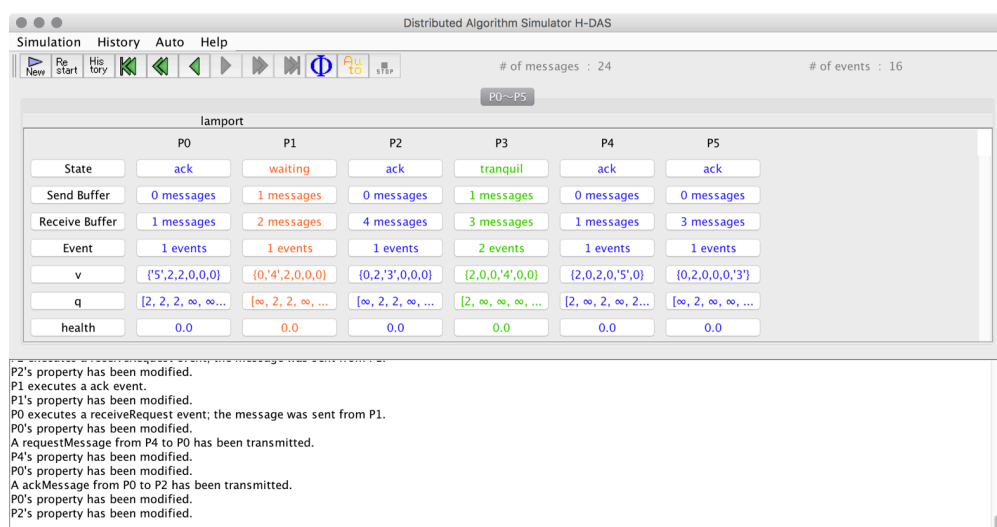 Distributed Algorithm Simulator H-DAS
Simulation History Auto Help
New Re start His tory Φ Au to STOP # of messages : 24 # of events : 16
P0~P5
lamport
P0 P1 P2 P3 P4 P5
State ack waiting ack tranquil ack ack
Send Buffer 0 messages 1 messages 0 messages 1 messages 0 messages 0 messages
Receive Buffer 1 messages 2 messages 4 messages 3 messages 1 messages 3 messages
Event 1 events 1 events 1 events 2 events 1 events 1 events
v {'5',2,2,0,0,0} {0,'4',2,0,0,0} {0,2,'3',0,0,0} {2,0,0,'4',0,0} {2,0,2,0,'5',0} {0,2,0,0,0,'3'}
q [2, 2, 2, ∞, ∞... [∞, 2, 2, ∞, ... [∞, 2, 2, ∞, ... [2, ∞, ∞, ∞, ... [2, ∞, 2, ∞, 2... [∞, 2, ∞, ∞, ...
health 0.0 0.0 0.0 0.0 0.0 0.0
P2's property has been modified.
P1 executes a ack event.
P1's property has been modified.
P0 executes a receiveRequest event; the message was sent from P1.
P0's property has been modified.
A requestMessage from P4 to P0 has been transmitted.
P4's property has been modified.
P0's property has been modified.
A ackMessage from P0 to P2 has been transmitted.
P0's property has been modified.
P2's property has been modified.